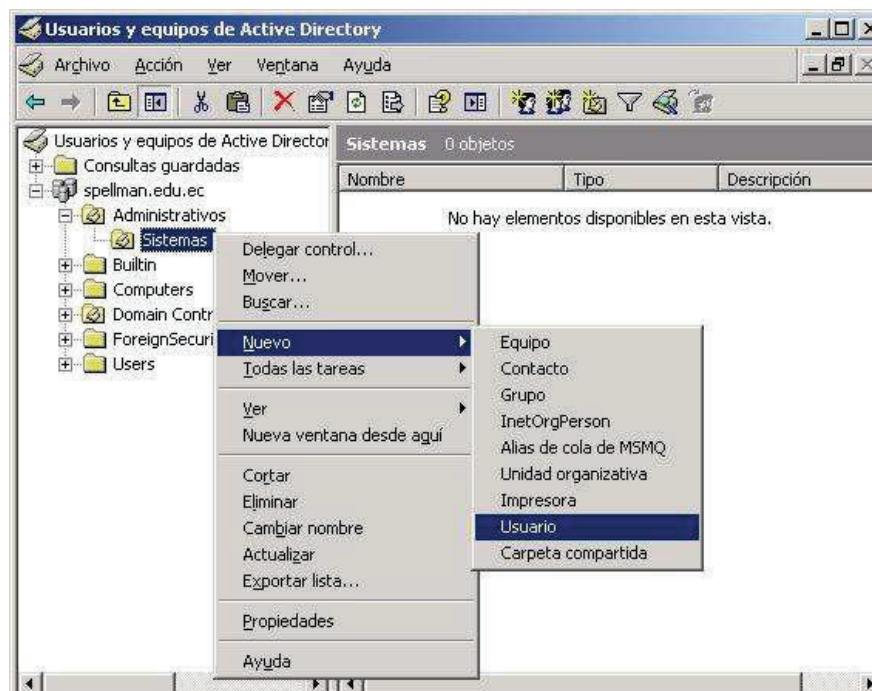 Usuarios y equipos de Active Directory
Archivo Acción Ver Ventana Ayuda
Usuarios y equipos de Active Director
Consultas guardadas
spellman.edu.ec
Administrativos
Sistemas
Builtin
Computers
Domain Contr
ForeignSecuri
Users
Sistemas 0 objetos
Nombre Tipo Descripción
No hay elementos disponibles en esta vista.
Delegar control...
Mover...
Buscar...
Nuevo
Todas las tareas
Ver
Nueva ventana desde aquí
Cortar
Eliminar
Cambiar nombre
Actualizar
Exportar lista...
Propiedades
Ayuda
Equipo
Contacto
Grupo
InetOrgPerson
Alias de cola de MSMQ
Unidad organizativa
Impresora
Usuario
Carpeta compartida